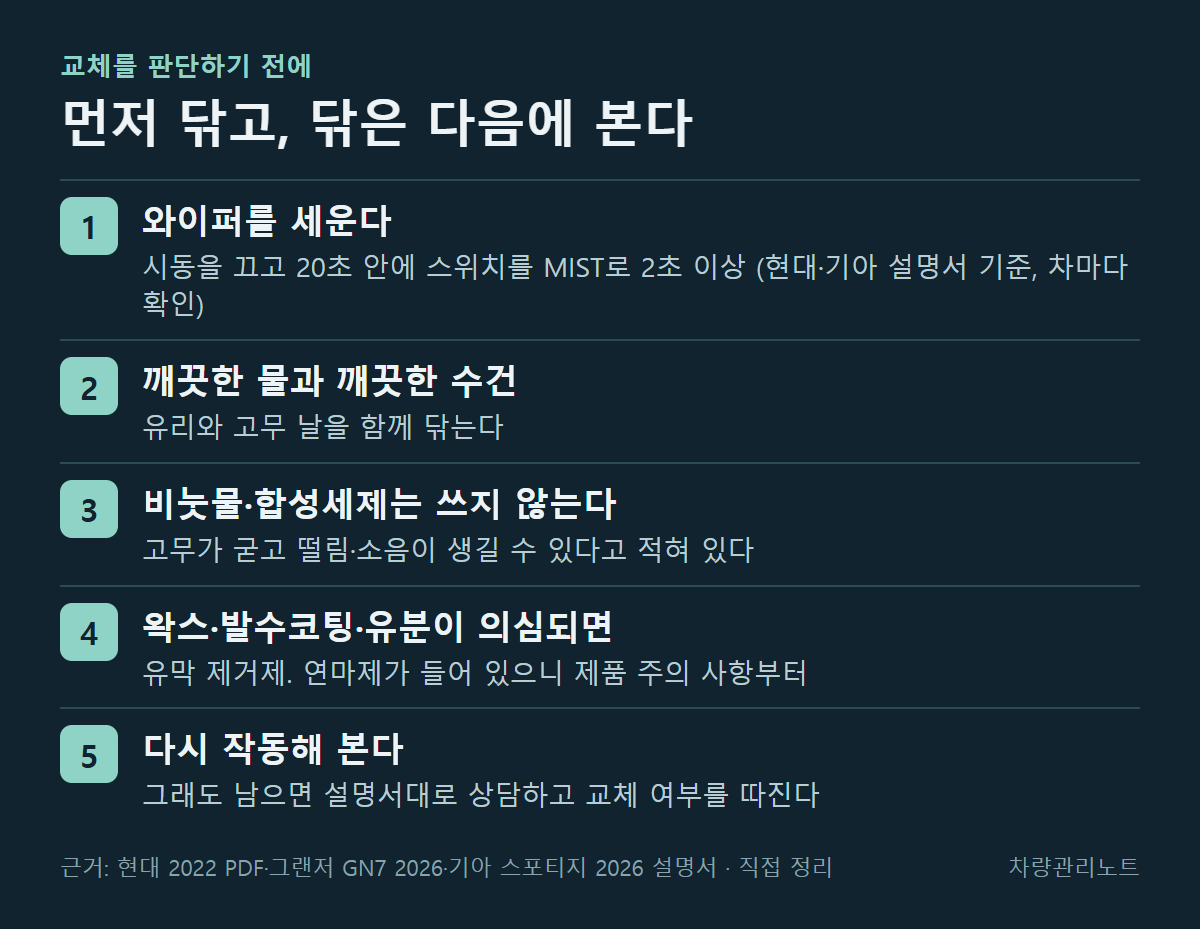 교체를 판단하기 전에
먼저 닦고, 닦은 다음에 본다
1
와이퍼를 세운다
시동을 끄고 20초 안에 스위치를 MIST로 2초 이상 (현대·기아 설명서 기준, 차마다
확인)
2
깨끗한 물과 깨끗한 수건
유리와 고무 날을 함께 닦는다
3
비눗물·합성세제는 쓰지 않는다
고무가 굳고 떨림·소음이 생길 수 있다고 적혀 있다
4
왁스·발수코팅·유분이 의심되면
유막 제거제. 연마제가 들어 있으니 제품 주의 사항부터
5
다시 작동해 본다
그래도 남으면 설명서대로 상담하고 교체 여부를 따진다
근거: 현대 2022 PDF·그랜저 GN7 2026·기아 스포티지 2026 설명서 · 직접 정리
차량관리노트